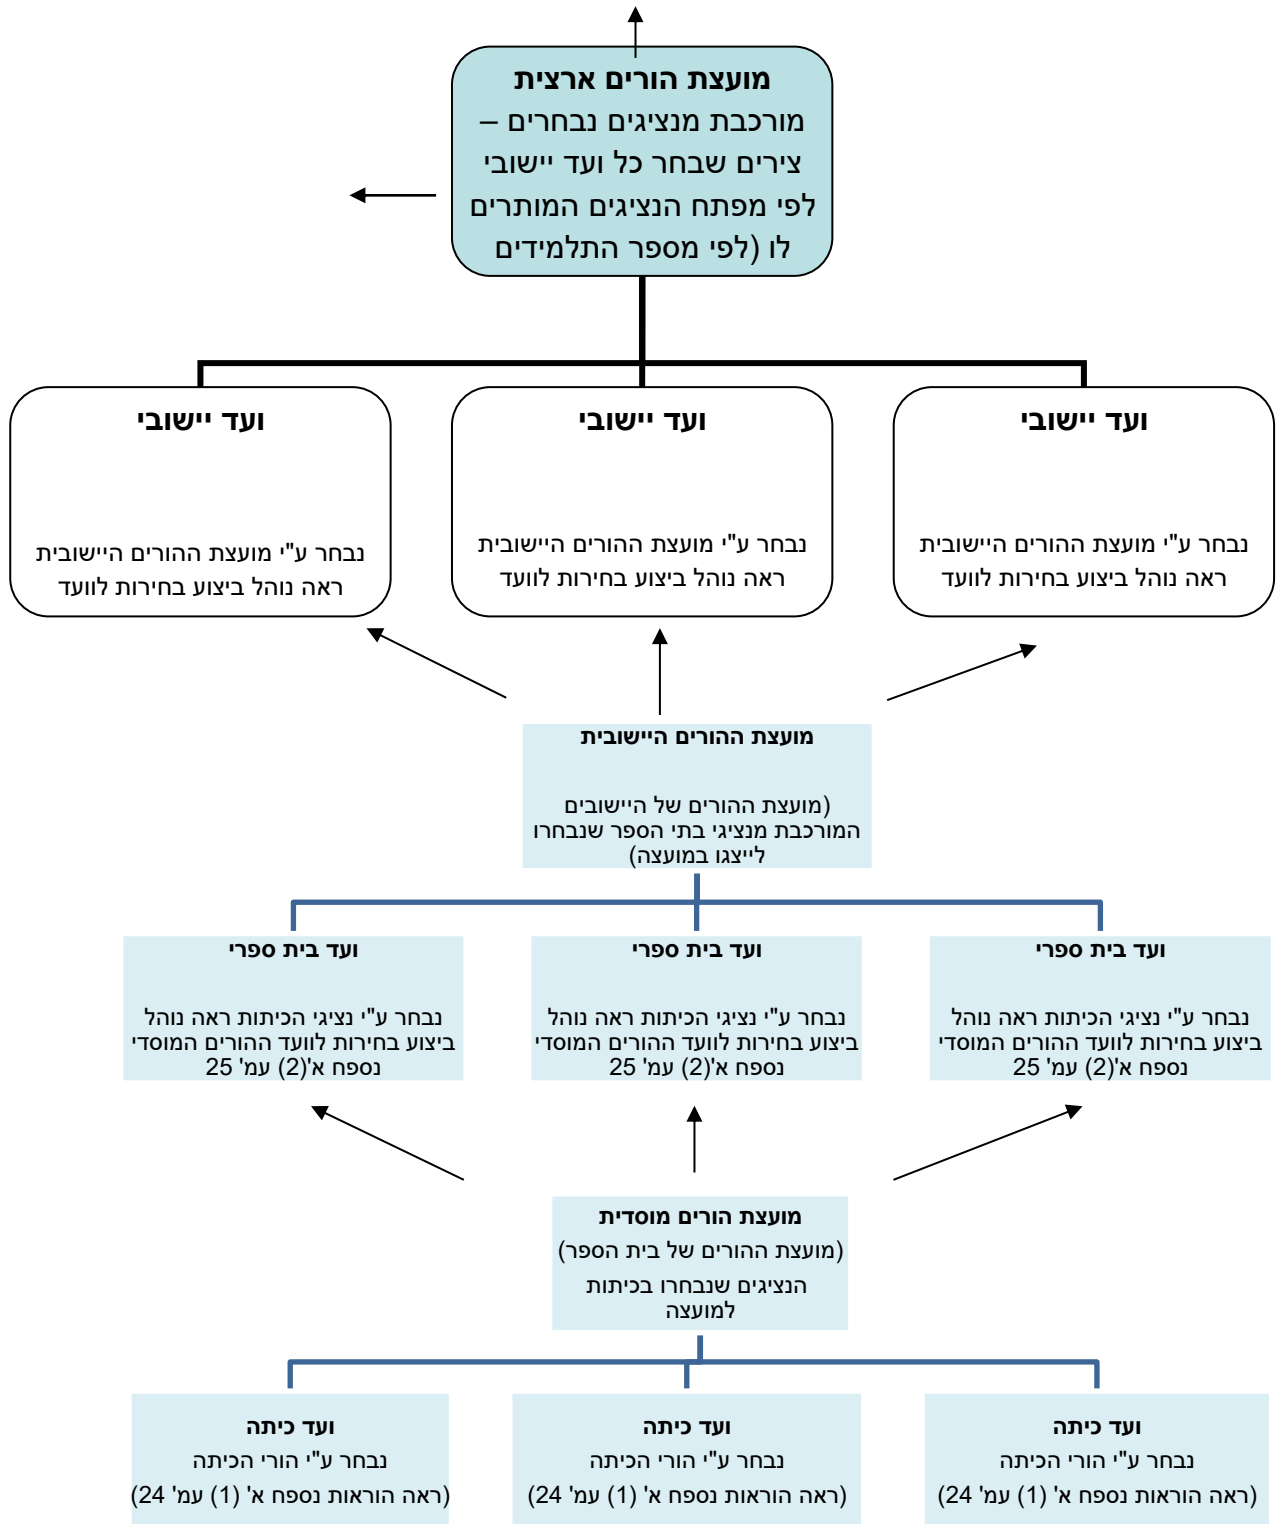 מועצת הורים ארצית
מורכבת מנציגים נבחרים –
צירים שבחר כל ועד יישובי
לפי מפתח הנציגים המותרים
לו (לפי מספר התלמידים
ועד יישובי
נבחר ע"י מועצת ההורים היישובית
ראה נוהל ביצוע בחירות לוועד
ועד יישובי
נבחר ע"י מועצת ההורים היישובית
ראה נוהל ביצוע בחירות לוועד
ועד יישובי
נבחר ע"י מועצת ההורים היישובית
ראה נוהל ביצוע בחירות לוועד
מועצת ההורים היישובית
(מועצת ההורים של היישובים
המורכבת מנציגי בתי הספר שנבחרו
לייצגו במועצה)
ועד בית ספרי
נבחר ע"י נציגי הכיתות ראה נוהל
ביצוע בחירות לוועד ההורים המוסדי
נספח א'(2) עמ' 25
ועד בית ספרי
נבחר ע"י נציגי הכיתות ראה נוהל
ביצוע בחירות לוועד ההורים המוסדי
נספח א'(2) עמ' 25
ועד בית ספרי
נבחר ע"י נציגי הכיתות ראה נוהל
ביצוע בחירות לוועד ההורים המוסדי
נספח א'(2) עמ' 25
מועצת הורים מוסדית
(מועצת ההורים של בית הספר)
הנציגים שנבחרו בכיתות
למועצה
ועד כיתה
נבחר ע"י הורי הכיתה
(ראה הוראות נספח א' (1) עמ' 24)
ועד כיתה
נבחר ע"י הורי הכיתה
(ראה הוראות נספח א' (1) עמ' 24)
ועד כיתה
נבחר ע"י הורי הכיתה
(ראה הוראות נספח א' (1) עמ' 24)